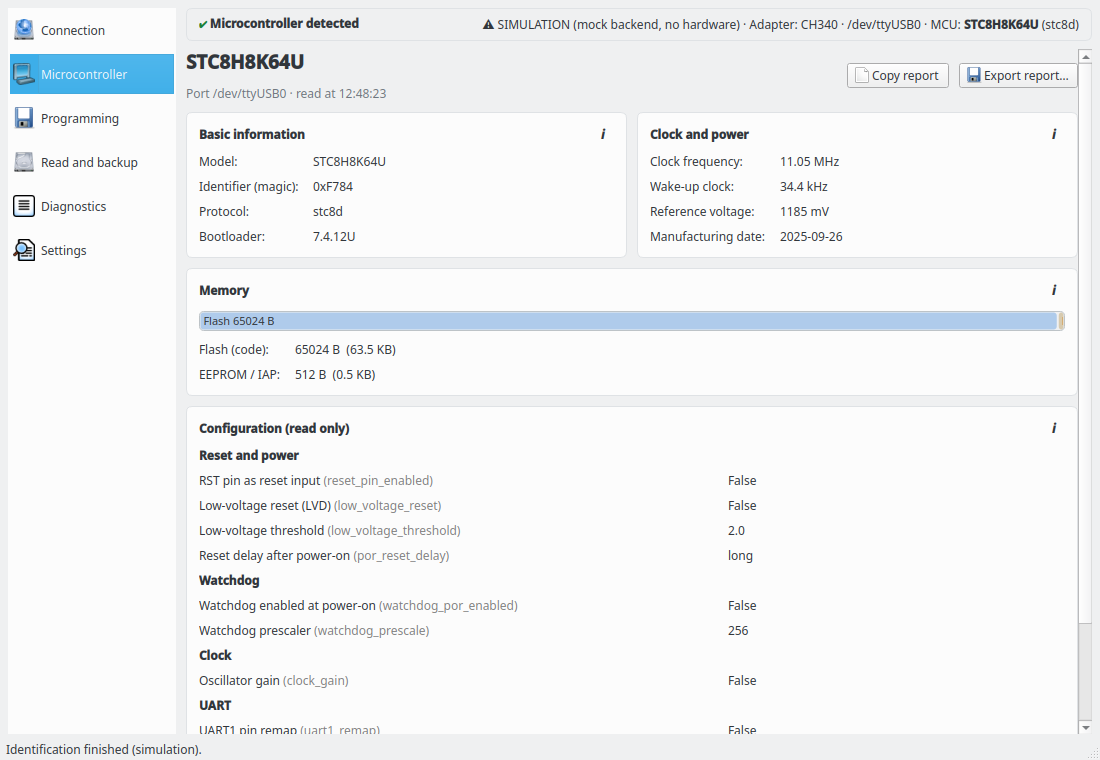 Connection
Microcontroller
Programming
Read and backup
Diagnostics
Settings
✔ Microcontroller detected
⚠ SIMULATION (mock backend, no hardware) · Adapter: CH340 · /dev/ttyUSB0 · MCU: STC8H8K64U (stc8d)
STC8H8K64U
Port /dev/ttyUSB0 · read at 12:48:23
Copy report
Export report...
Basic information
i
Model: STC8H8K64U
Identifier (magic): 0xF784
Protocol: stc8d
Bootloader: 7.4.12U
Clock and power
i
Clock frequency: 11.05 MHz
Wake-up clock: 34.4 kHz
Reference voltage: 1185 mV
Manufacturing date: 2025-09-26
Memory
i
Flash 65024 B
Flash (code): 65024 B (63.5 KB)
EEPROM / IAP: 512 B (0.5 KB)
Configuration (read only)
i
Reset and power
RST pin as reset input (reset_pin_enabled) False
Low-voltage reset (LVD) (low_voltage_reset) False
Low-voltage threshold (low_voltage_threshold) 2.0
Reset delay after power-on (por_reset_delay) long
Watchdog
Watchdog enabled at power-on (watchdog_por_enabled) False
Watchdog prescaler (watchdog_prescale) 256
Clock
Oscillator gain (clock_gain) False
UART
UART1 pin remap (uart1_remap) False
Identification finished (simulation).